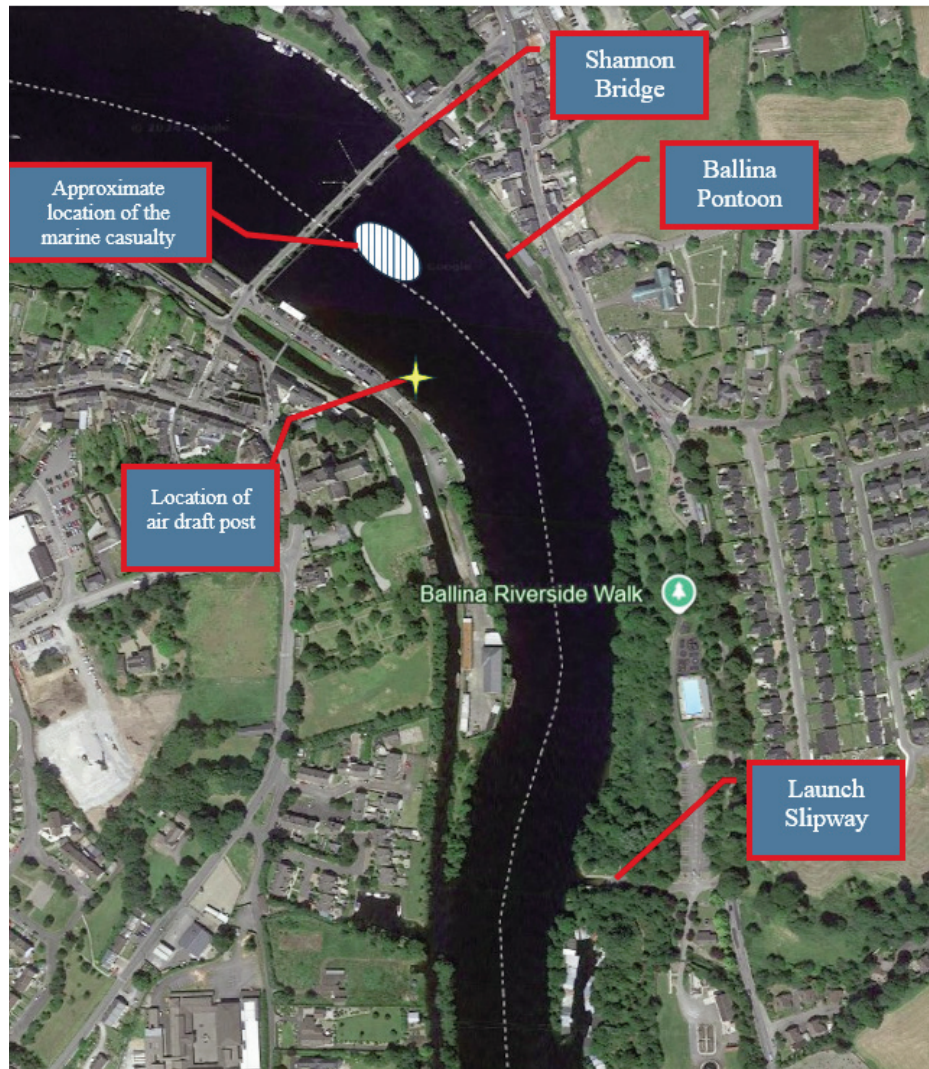 Shannon
Bridge
Ballina
Pontoon
Approximate
location of the
marine casualty
Google
Location of
air draft post
Ballina Riverside Walk
Launch
Slipway